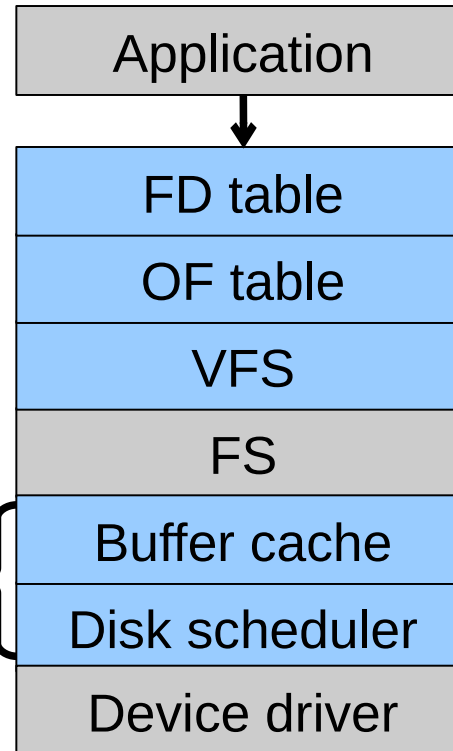 Application
FD table
OF table
VFS
FS
Buffer cache
Disk scheduler
Device driver